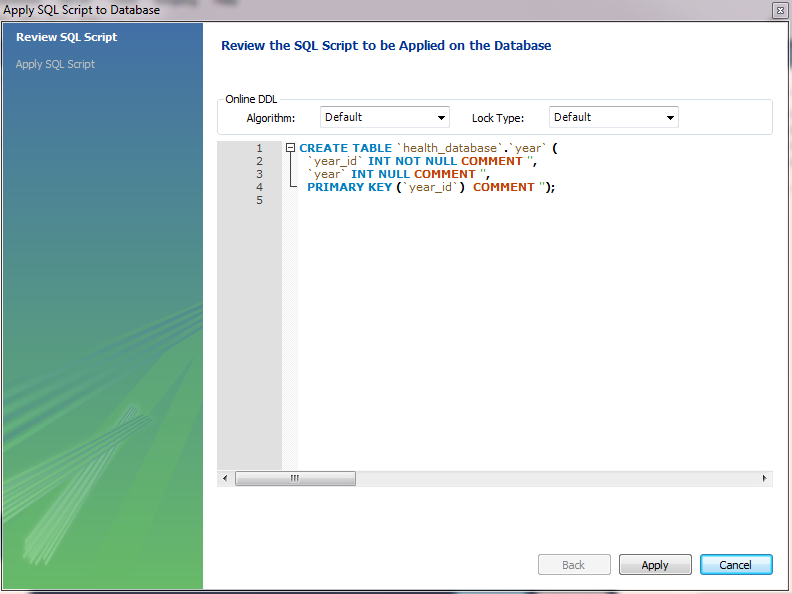 Apply SQL Script to Database
Review SQL Script
Apply SQL Script
Review the SQL Script to be Applied on the Database
Online DDL
Algorithm: Default Lock Type: Default
1 CREATE TABLE `health_database`.`year` (
2 `year_id` INT NOT NULL COMMENT '',
3 `year` INT NULL COMMENT '',
4 PRIMARY KEY (`year_id`) COMMENT '');
5
Back Apply Cancel